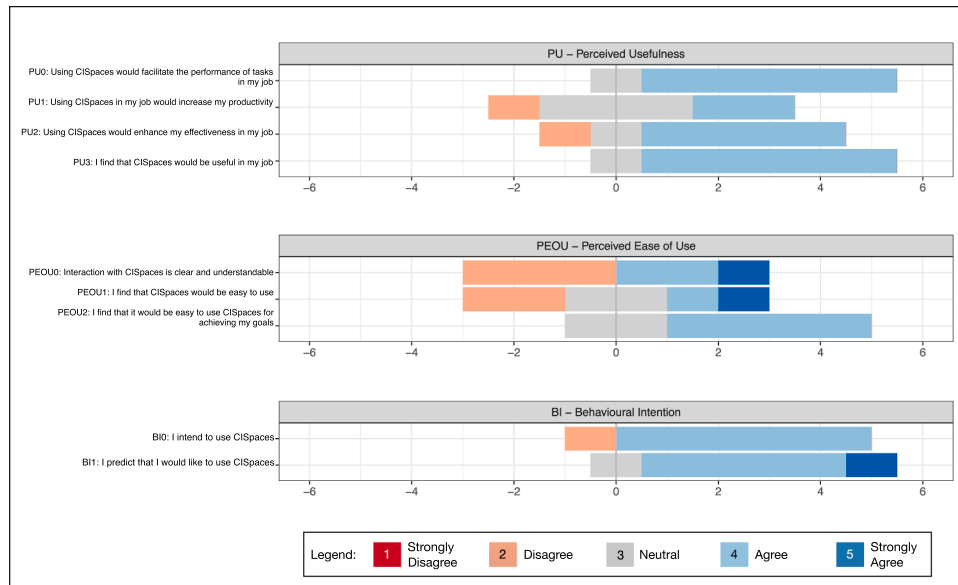 PU – Perceived Usefulness
PU0: Using CISpaces would facilitate the performance of tasks
in my job
PU1: Using CISpaces in my job would increase my productivity
PU2: Using CISpaces would enhance my effectiveness in my job
PU3: I find that CISpaces would be useful in my job
−6 −4 −2 0 2 4 6
PEOU – Perceived Ease of Use
PEOU0: Interaction with CISpaces is clear and understandable
PEOU1: I find that CISpaces would be easy to use
PEOU2: I find that it would be easy to use CISpaces for
achieving my goals
−6 −4 −2 0 2 4 6
BI – Behavioural Intention
BI0: I intend to use CISpaces
BI1: I predict that I would like to use CISpaces
−6 −4 −2 0 2 4 6
Legend: 1 Strongly Disagree 2 Disagree 3 Neutral 4 Agree 5 Strongly Agree